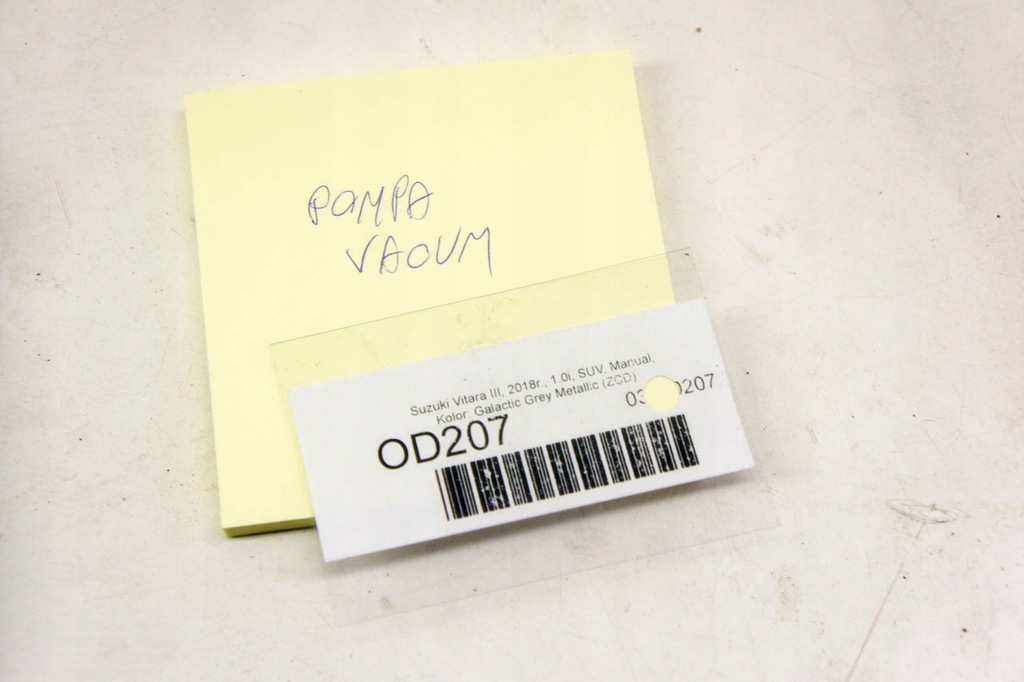 POMPA
VACUM
Suzuki Vitara III, 2018r., 1.0i, SUV, Manual,
Kolor: Galactic Grey Metallic (ZCD)
OD207